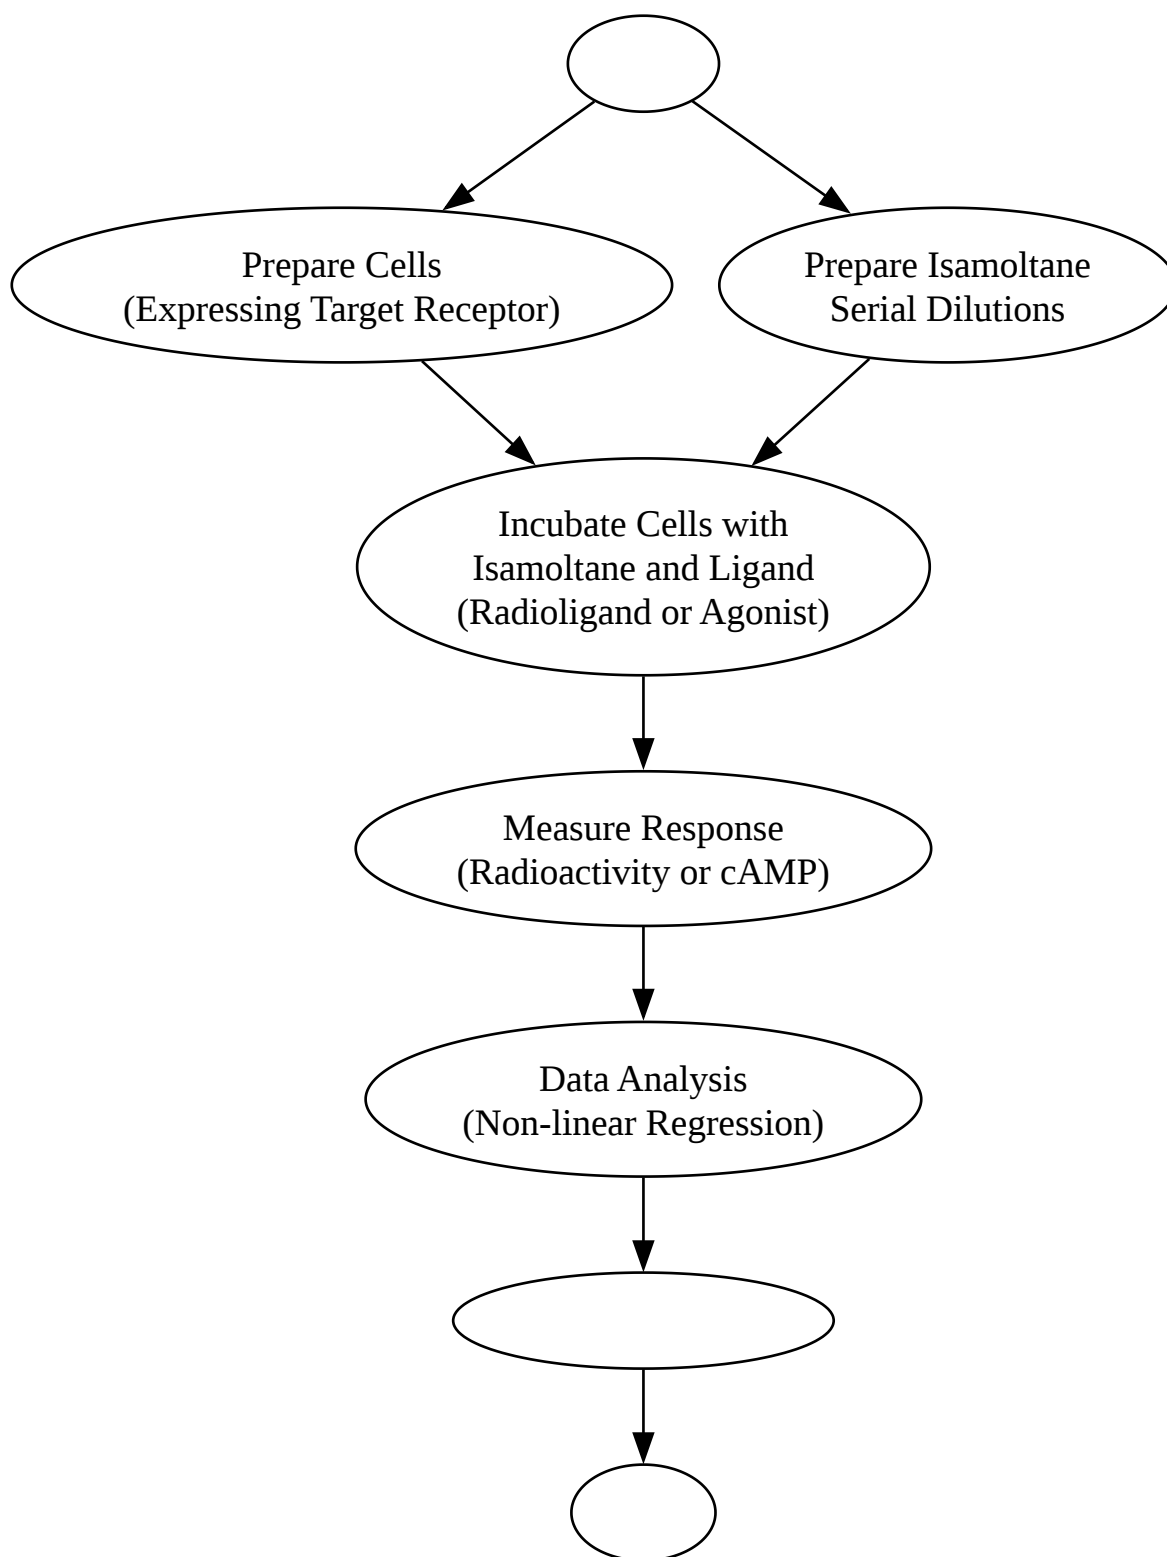 Prepare Cells
(Expressing Target Receptor)
Prepare Isamoltane
Serial Dilutions
Incubate Cells with
Isamoltane and Ligand
(Radioligand or Agonist)
Measure Response
(Radioactivity or cAMP)
Data Analysis
(Non-linear Regression)